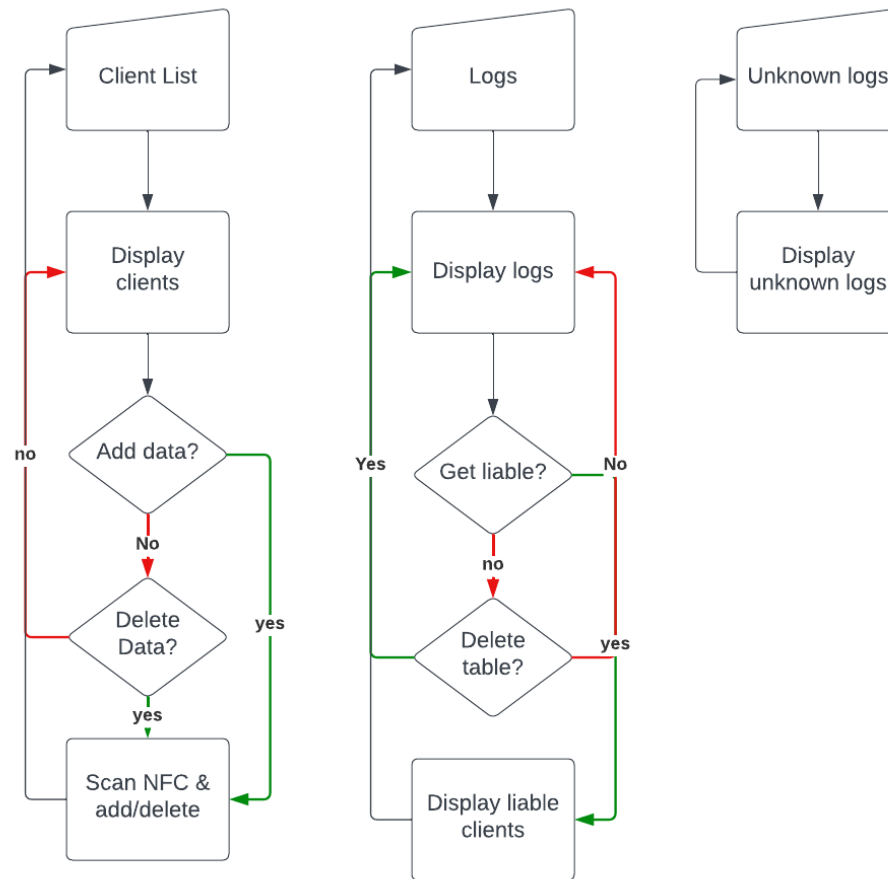 Client List
Display
clients
Add data?
no
No
Delete
Data?
yes
yes
Scan NFC &
add/delete
Logs
Display logs
Yes
Get liable?
No
no
Delete
table?
yes
Display liable
clients
Unknown logs
Display
unknown logs